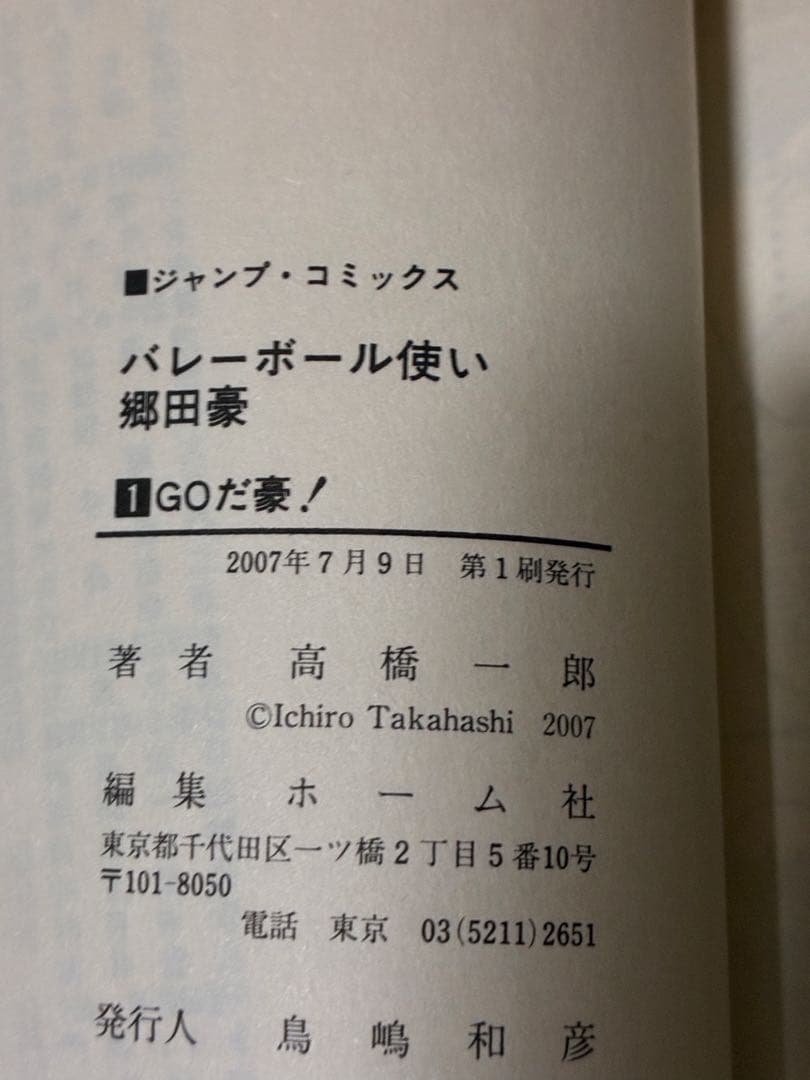 ■ジャンプ・コミックス
バレーボール使い
郷田豪
1GOだ豪!
2007年7月9日 第1刷発行
著者 高橋一郎
©Ichiro Takahashi 2007
編集 ホーム社
東京都千代田区一ツ橋2丁目5番10号
〒101-8050
電話 東京 03(5211)2651
発行人 鳥嶋和彦